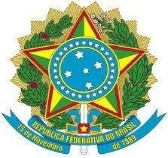 REPÚBLICA FEDERATIVA DO BRASIL
15 de Novembro
de 1889